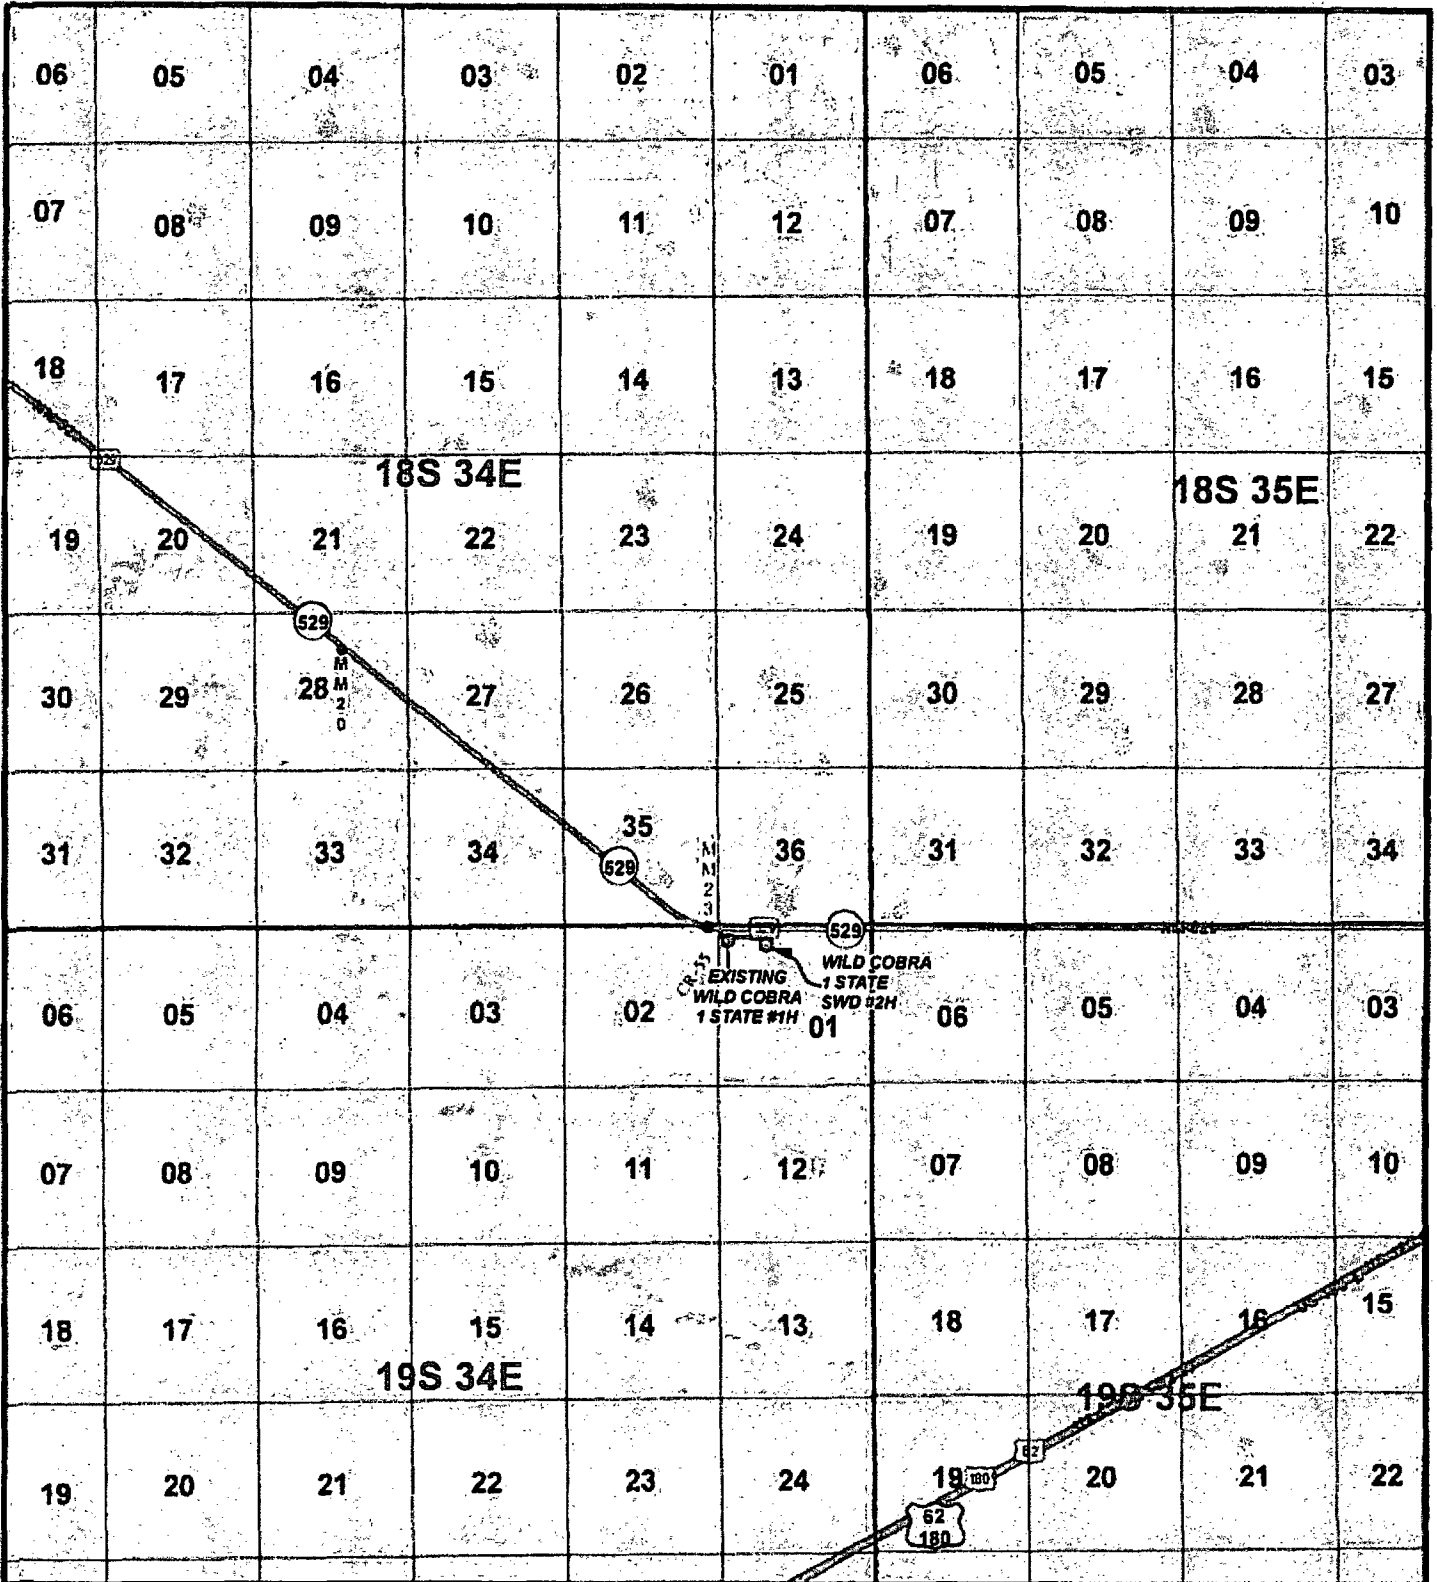 06 05 04 03 02 01 06 05 04 03
07 08 09 10 11 12 07 08 09 10
18 17 16 15 14 13 18 17 16 15
529
18S 34E
18S 35E
19 20 21 22 23 24 19 20 21 22
529
MM20
30 29 28 27 26 25 30 29 28 27
31 32 33 34 35 36 31 32 33 34
529
MM23
529
EXISTING
WILD COBRA
1 STATE #1H
WILD COBRA
1 STATE
SWD #2H
06 05 04 03 02 01 06 05 04 03
07 08 09 10 11 12 07 08 09 10
18 17 16 15 14 13 18 17 16 15
19S 34E
19S 35E
62
180
19 20 21 22 23 24 19 20 21 22
62
180